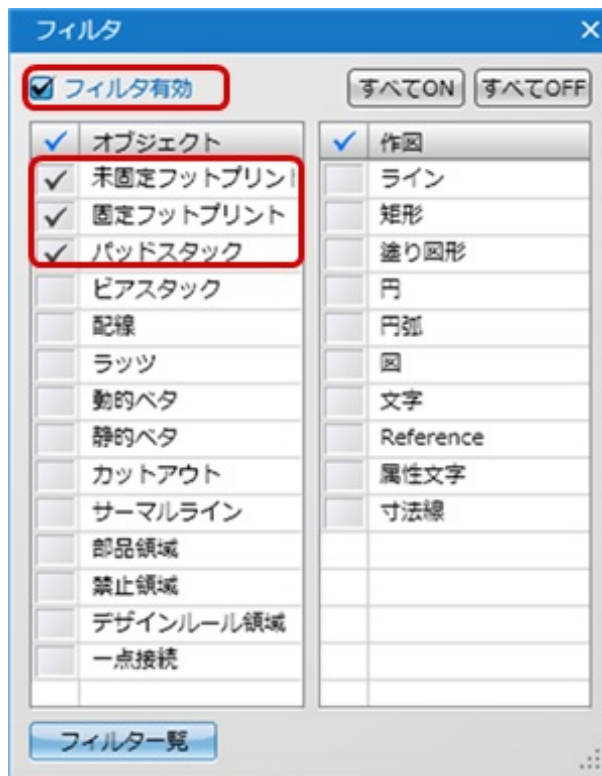 フィルタ
フィルタ有効
すべてON
すべてOFF
オブジェクト
未固定フットプリント
固定フットプリント
パッドスタック
ビアスタック
配線
ラッツ
動的ベタ
静的ベタ
カットアウト
サーマルライン
部品領域
禁止領域
デザインルール領域
一点接続
作図
ライン
矩形
塗り図形
円
円弧
図
文字
Reference
属性文字
寸法線
フィルター覧